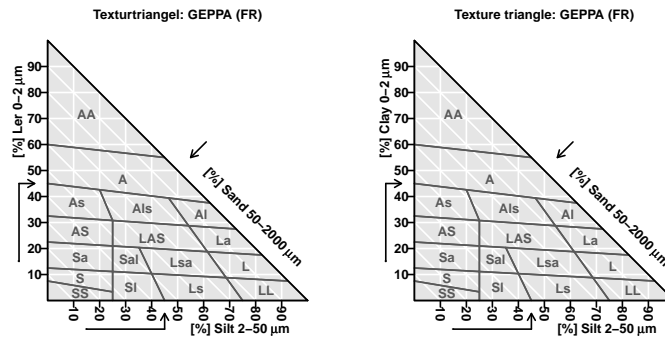 Texturtriangel: GEPPA (FR)
[%] Ler 0−2 µm
[%] Sand 50−2000 µm
[%] Silt 2−50 µm
90
80
70
60
50
40
30
20
10
10
20
30
40
50
60
70
80
90
AA
A
As
Als
Al
AS
LAS
La
Sa
Sal
Lsa
L
S
SS
Sl
Ls
LL
Texture triangle: GEPPA (FR)
[%] Clay 0−2 µm
[%] Sand 50−2000 µm
[%] Silt 2−50 µm
90
80
70
60
50
40
30
20
10
10
20
30
40
50
60
70
80
90
AA
A
As
Als
Al
AS
LAS
La
Sa
Sal
Lsa
L
S
SS
Sl
Ls
LL